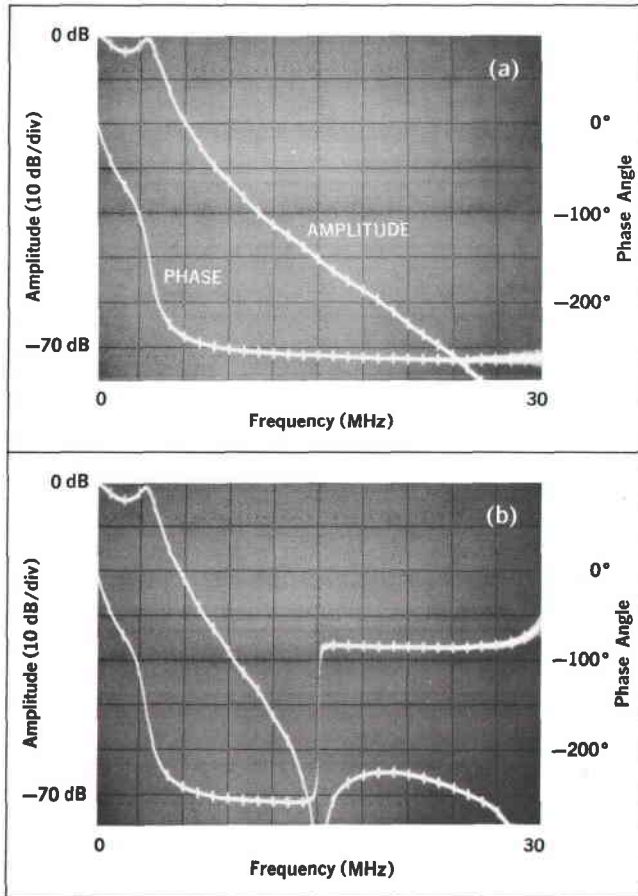 0 dB
(a)
0°
AMPLITUDE
−100°
PHASE
−200°
−70 dB
Amplitude (10 dB/div)
Phase Angle
0
30
Frequency (MHz)
0 dB
(b)
0°
−100°
−200°
−70 dB
Amplitude (10 dB/div)
Phase Angle
0
30
Frequency (MHz)